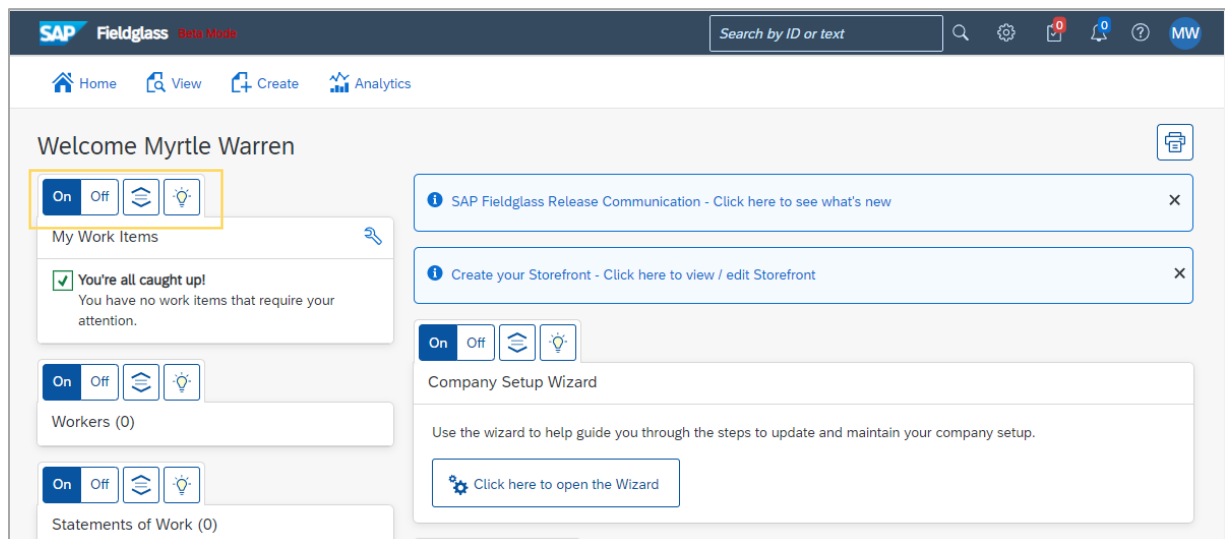 SAP Fieldglass Beta Mode
Search by ID or text
0
0
MW
Home View Create Analytics
Welcome Myrtle Warren
On Off
My Work Items
You're all caught up!
You have no work items that require your
attention.
On Off
Workers (0)
On Off
Statements of Work (0)
SAP Fieldglass Release Communication - Click here to see what's new
Create your Storefront - Click here to view / edit Storefront
On Off
Company Setup Wizard
Use the wizard to help guide you through the steps to update and maintain your company setup.
Click here to open the Wizard